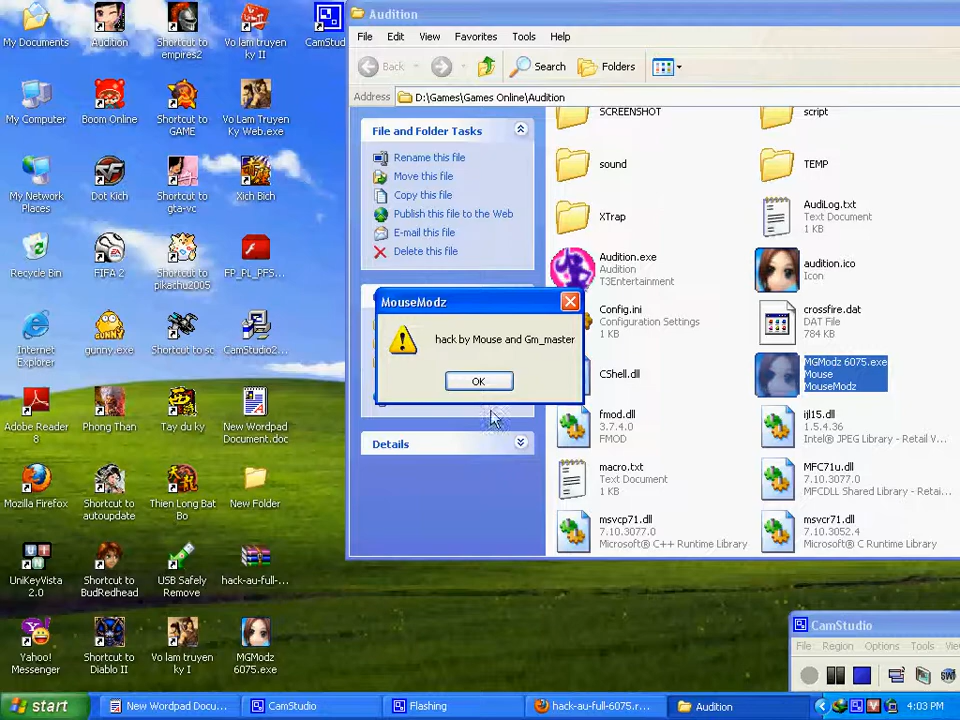 My Documents
Audition
Shortcut to
empires2
Vo lam truyen
ky II
CamStud
My Computer
Boom Online
Shortcut to
GAME
Vo Lam Truyen
Ky Web.exe
My Network
Places
Dot Kich
Shortcut to
gta-vc
Xich Bich
Recycle Bin
FIFA 2
Shortcut to
pikachu2005
FP_PL_PFS...
Internet
Explorer
gunny.exe
Shortcut to sc
CamStudio2...
Adobe Reader
8
Phong Than
Tay du ky
New Wordpad
Document.doc
Mozilla Firefox
Shortcut to
autoupdate
Thien Long Bat
Bo
New Folder
UniKeyVista
2.0
Shortcut to
BudRedhead
USB Safely
Remove
hack-au-full-...
Yahoo!
Messenger
Shortcut to
Diablo II
Vo lam truyen
ky I
MGModz
6075.exe
Audition
File Edit View Favorites Tools Help
Back Search Folders
Address D:\Games\Games Online\Audition
File and Folder Tasks
Rename this file
Move this file
Copy this file
Publish this file to the Web
E-mail this file
Delete this file
Details
SCREENSHOT
script
sound
TEMP
XTrap
AudiLog.txt
Text Document
1 KB
Audition.exe
Audition
T3Entertainment
audition.ico
Icon
Config.ini
Configuration Settings
1 KB
crossfire.dat
DAT File
784 KB
CShell.dll
MGModz 6075.exe
Mouse
MouseModz
fmod.dll
3.7.4.0
FMOD
ijl15.dll
1.5.4.36
Intel® JPEG Library - Retail V...
macro.txt
Text Document
1 KB
MFC71u.dll
7.10.3077.0
MFCDLL Shared Library - Retai...
msvcp71.dll
7.10.3077.0
Microsoft® C++ Runtime Library
msvcr71.dll
7.10.3052.4
Microsoft® C Runtime Library
MouseModz
hack by Mouse and Gm_master
OK
CamStudio
File Region Options Tools
start
New Wordpad Docu...
CamStudio
Flashing
hack-au-full-6075.r...
Audition
4:03 PM